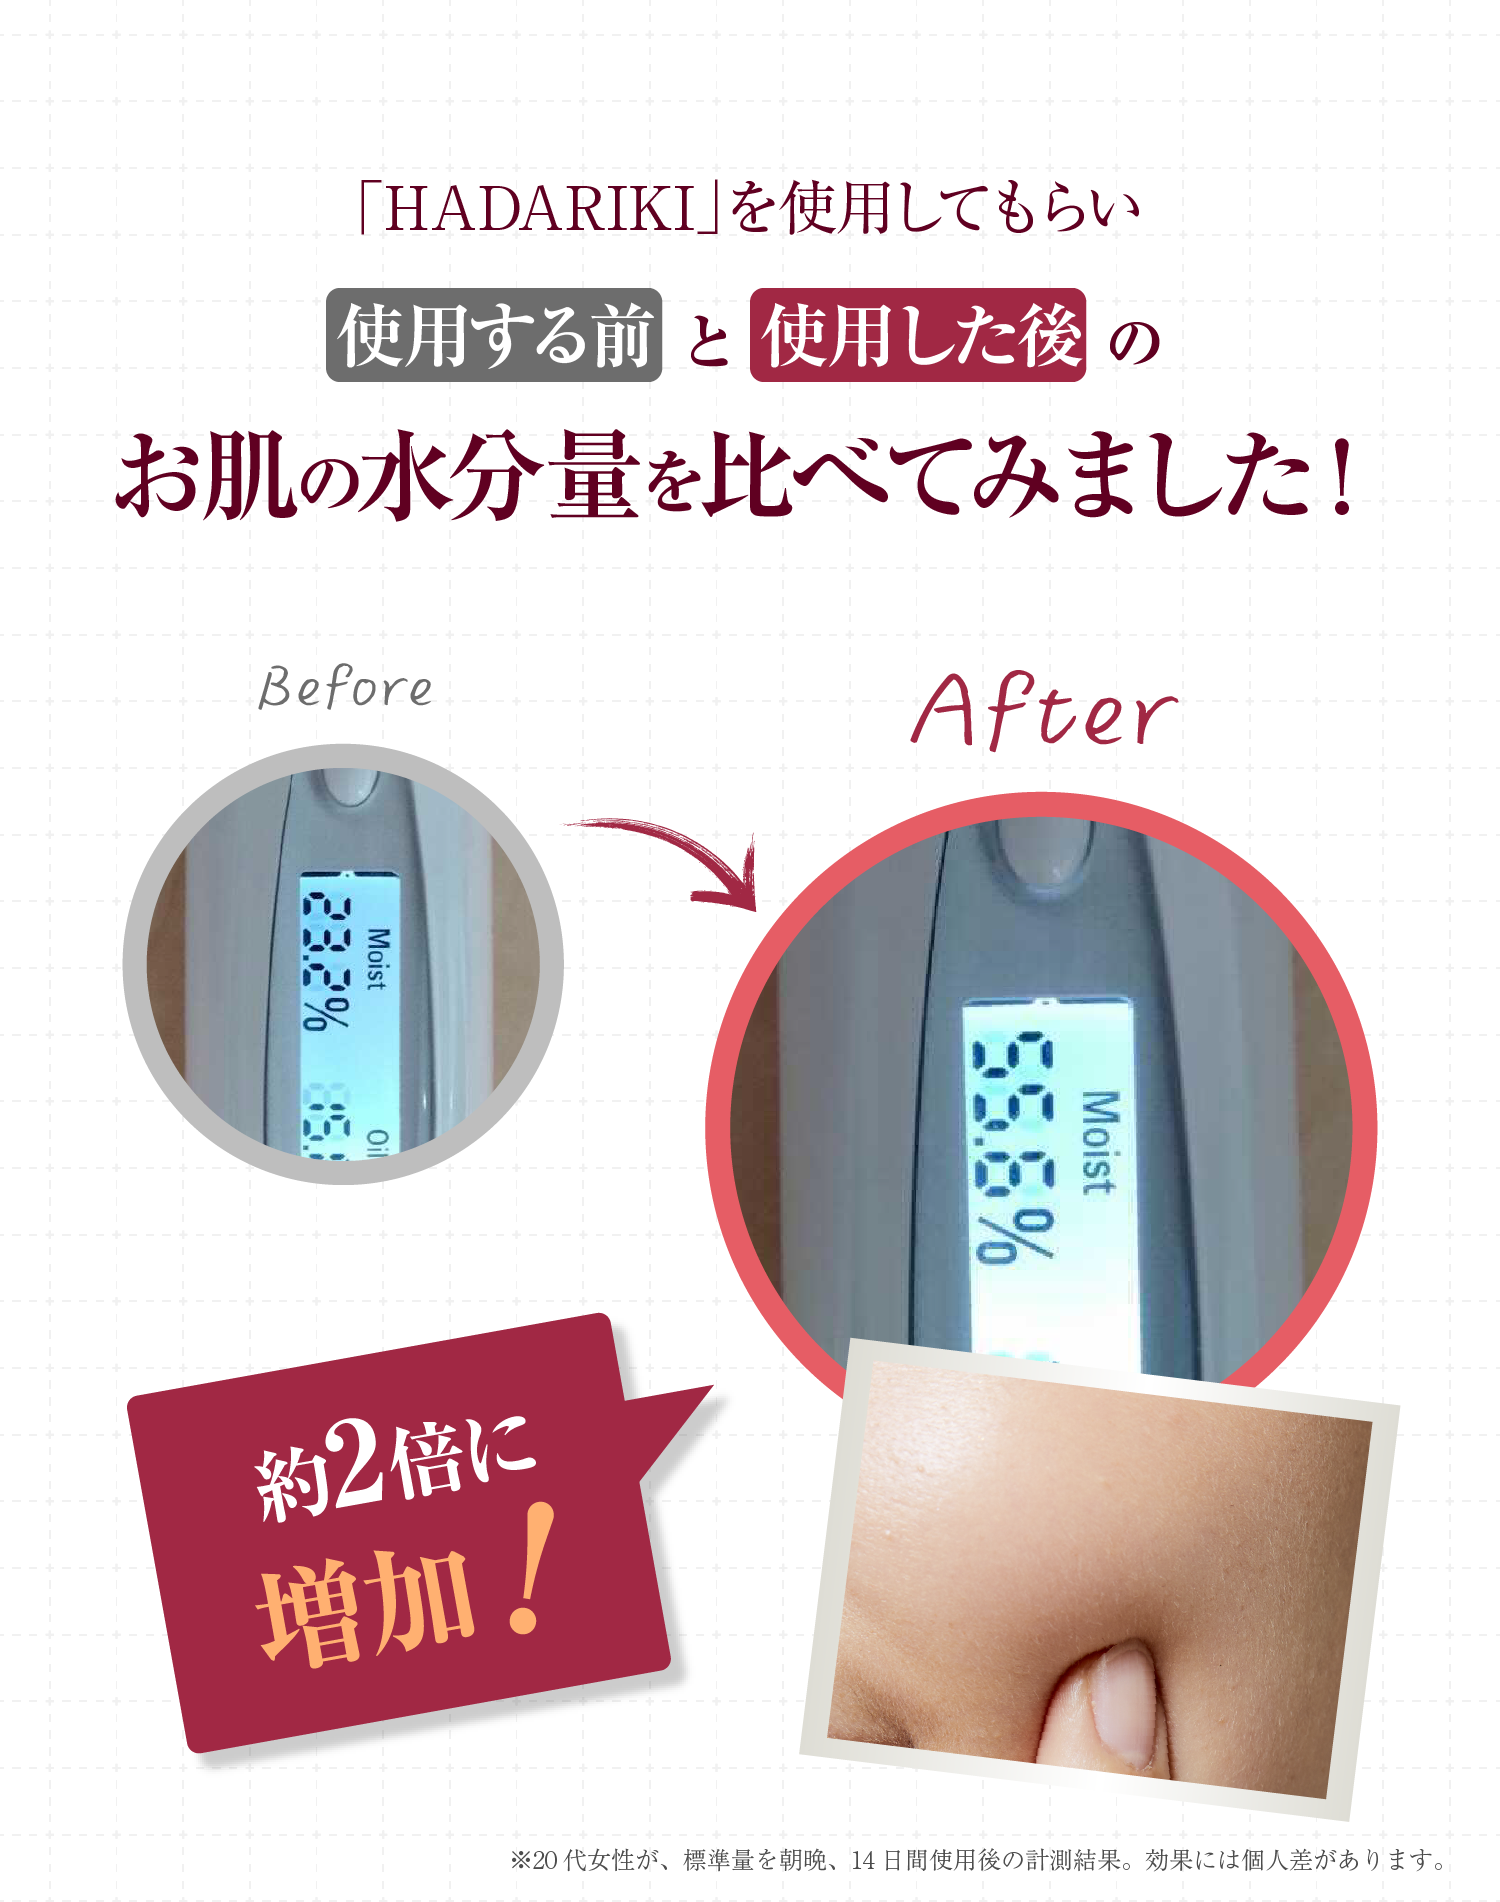 「HADARIKI」を使用してもらい
使用する前 と 使用した後 の
お肌の水分量を比べてみました！
Before
After
Moist
23.2%
Oil
Moist
55.6%
約2倍に
増加！
※20代女性が、標準量を朝晩、14日間使用後の計測結果。効果には個人差があります。